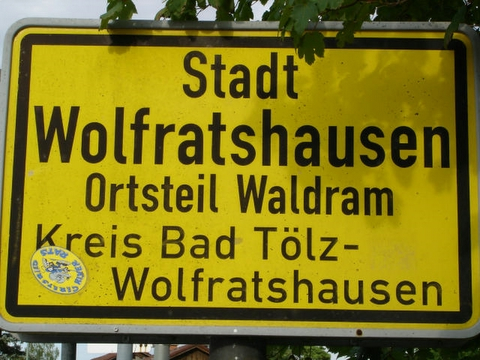 Stadt
Wolfratshausen
Ortsteil Waldram
Kreis Bad Tölz-
Wolfratshausen